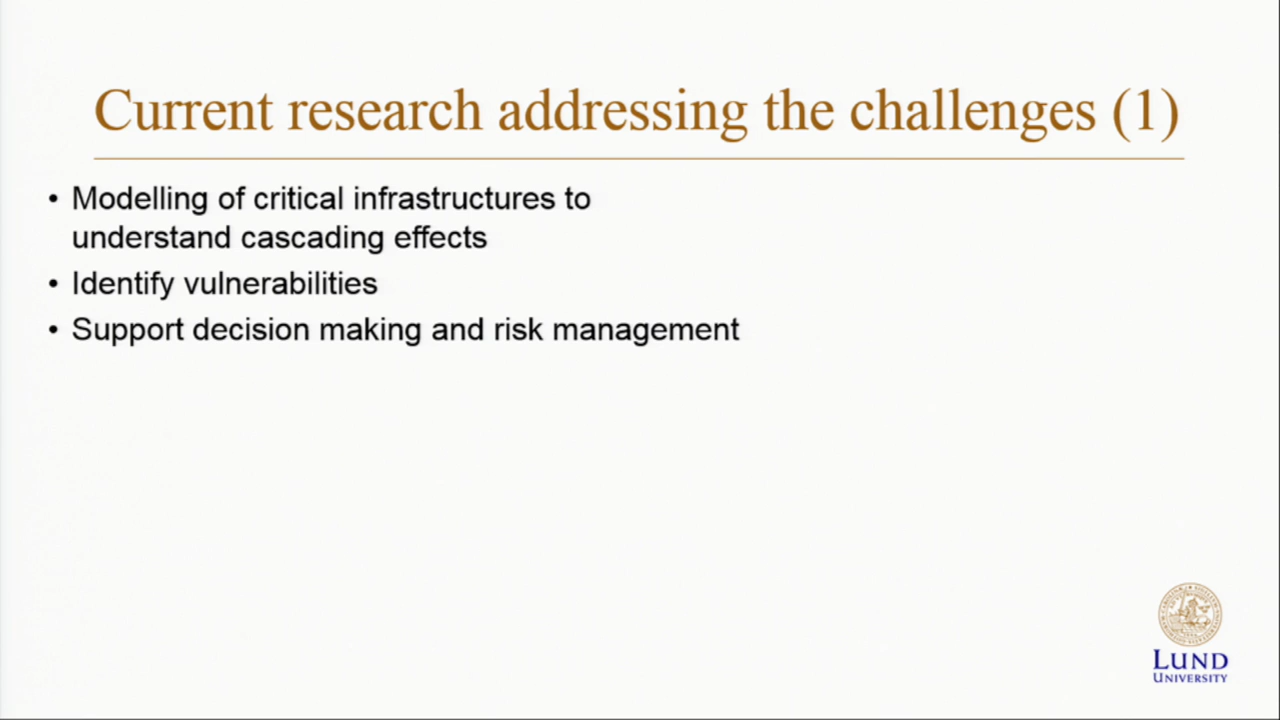 Current research addressing the challenges (1)
• Modelling of critical infrastructures to
understand cascading effects
• Identify vulnerabilities
• Support decision making and risk management
LUND
UNIVERSITY